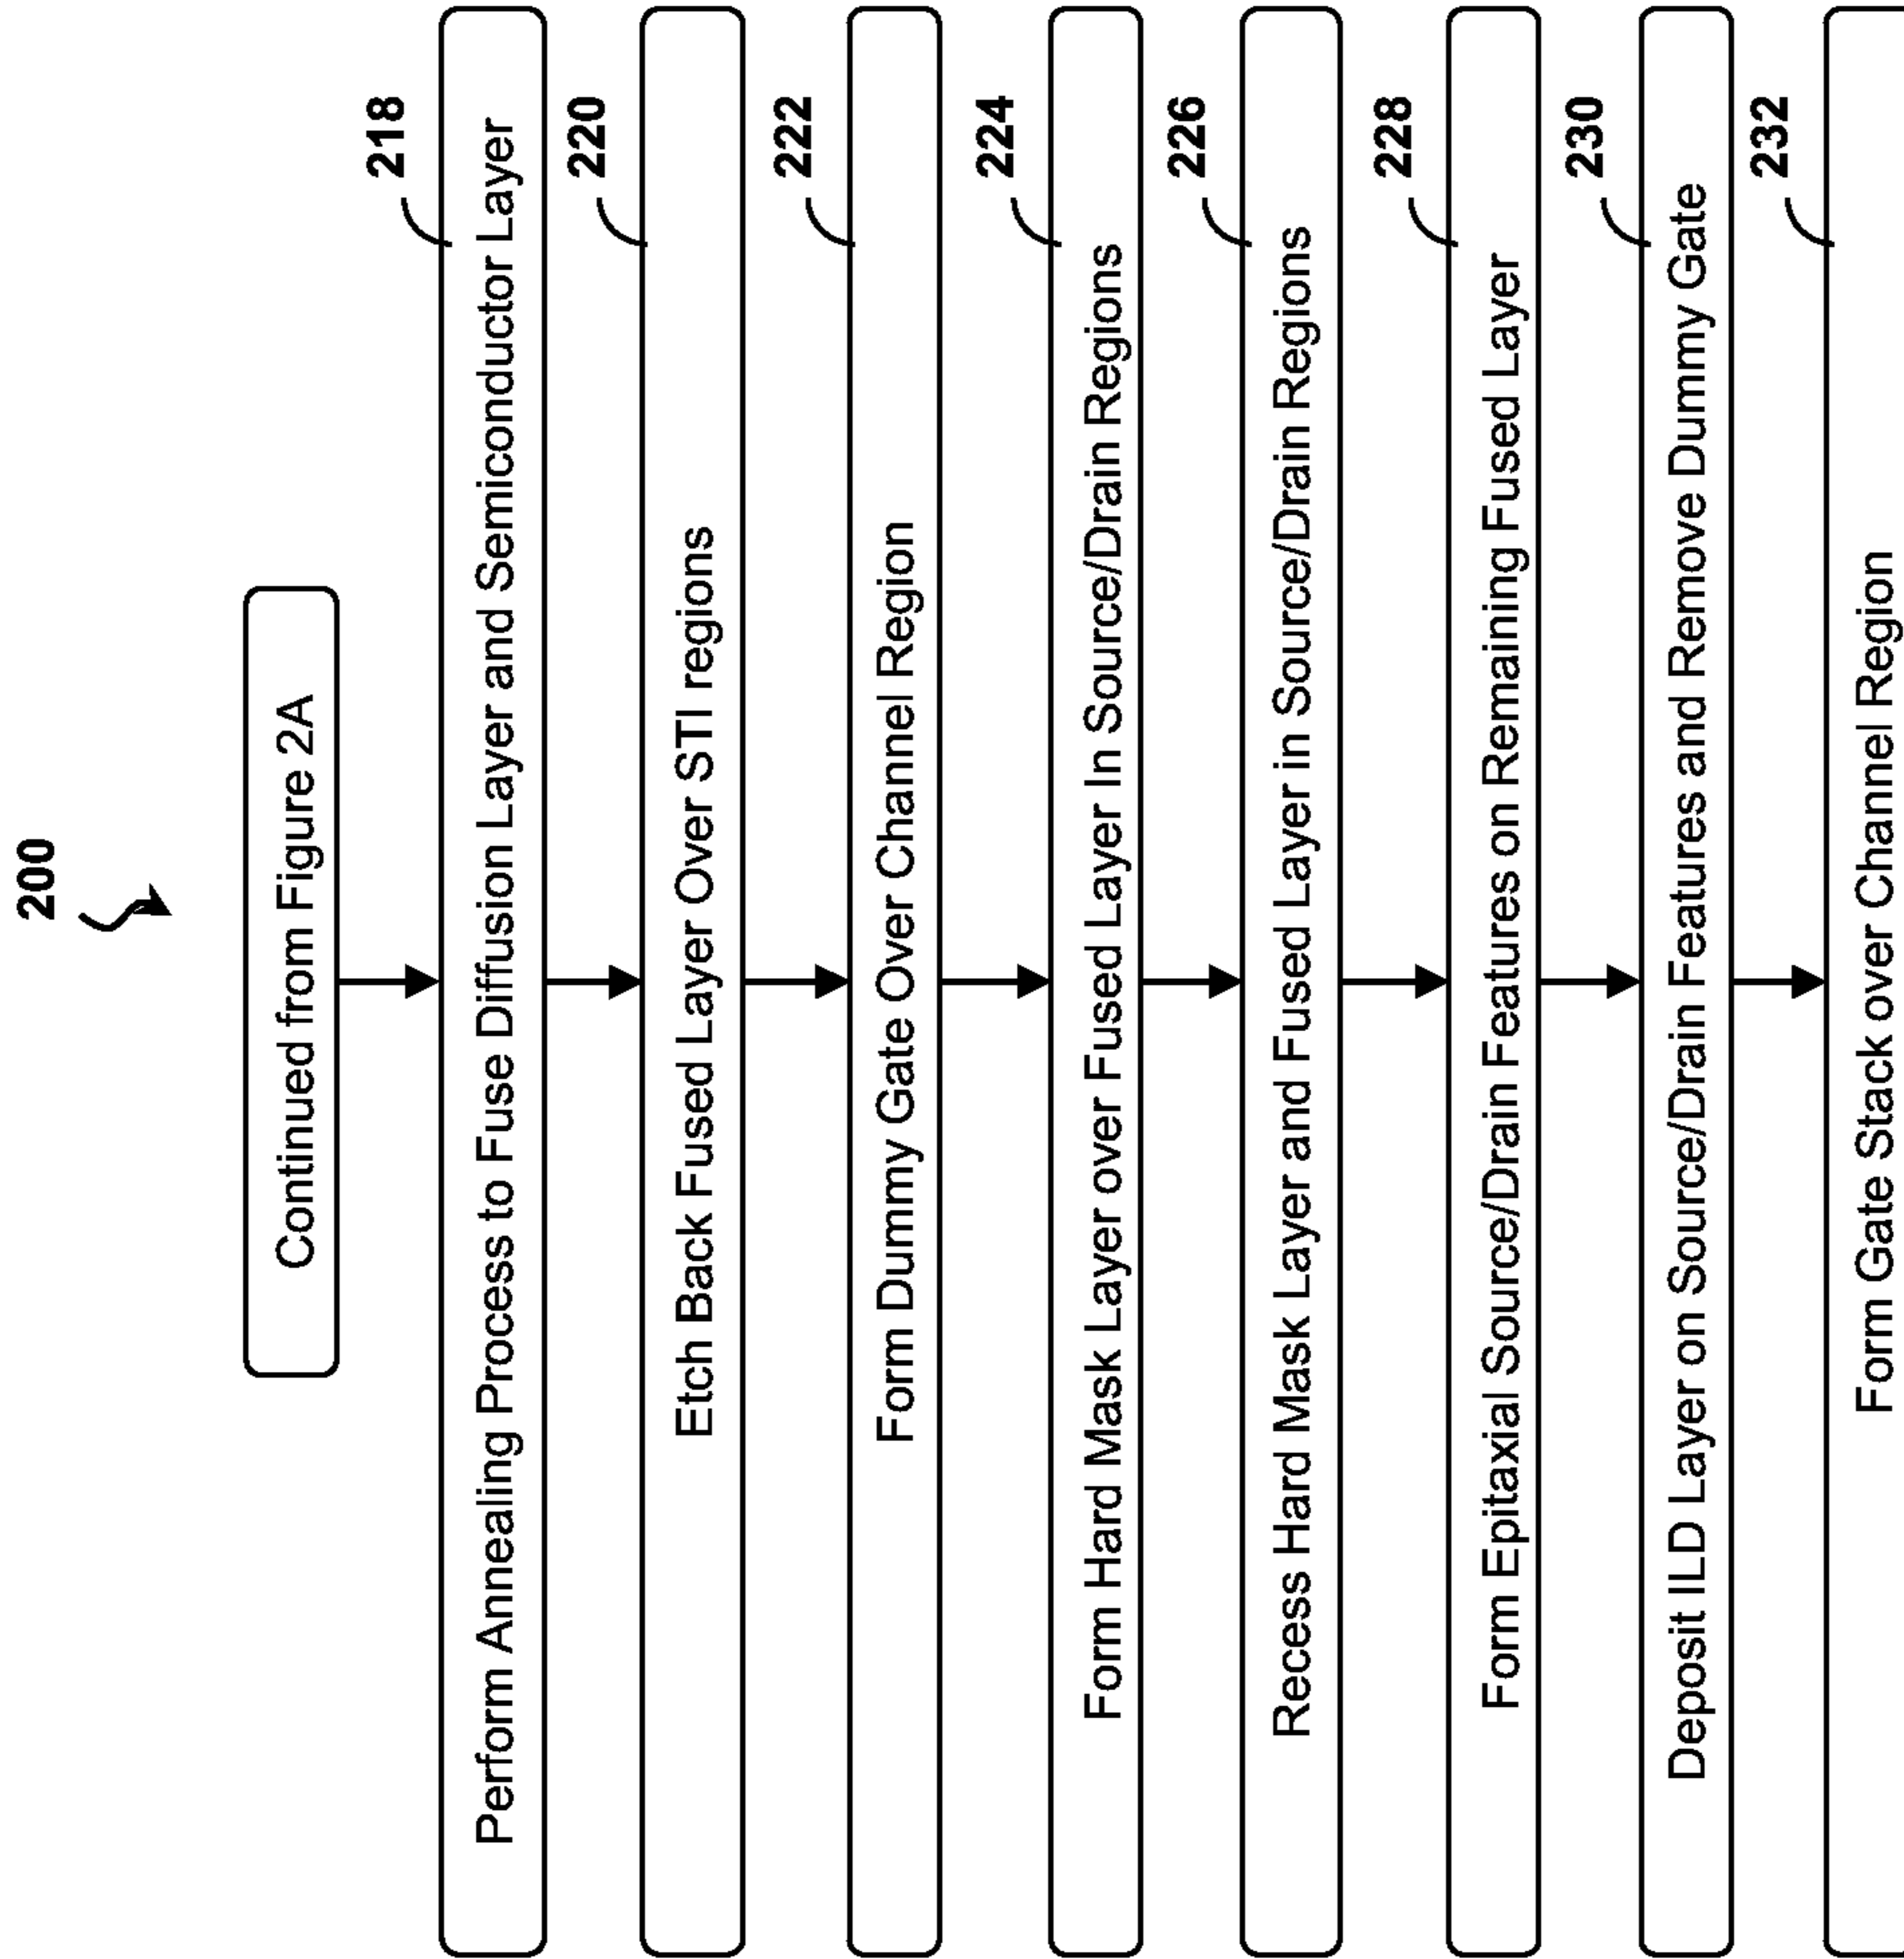 200
Continued from Figure 2A
218
Perform Annealing Process to Fuse Diffusion Layer and Semiconductor Layer
220
Etch Back Fused Layer Over STI regions
222
Form Dummy Gate Over Channel Region
224
Form Hard Mask Layer over Fused Layer In Source/Drain Regions
226
Recess Hard Mask Layer and Fused Layer in Source/Drain Regions
228
Form Epitaxial Source/Drain Features on Remaining Fused Layer
230
Deposit ILD Layer on Source/Drain Features and Remove Dummy Gate
232
Form Gate Stack over Channel Region